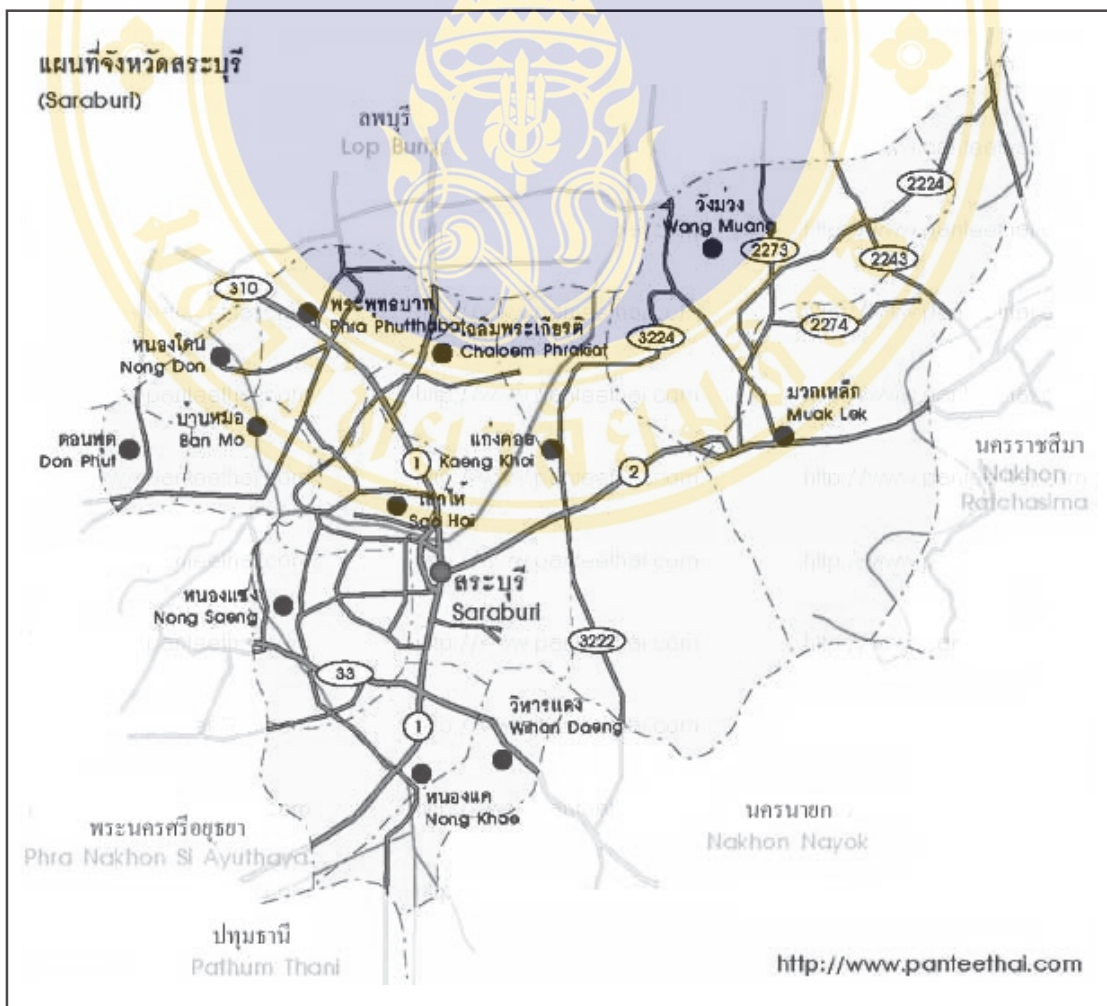 แผนที่จังหวัดสระบุรี
(Saraburi)
ลพบุรี
Lop Buri
2224
วังม่วง
Wang Muang
2273
2243
310
พระพุทธบาท
Phra Phutthabat
เฉลิมพระเกียรติ
Chaloem Phrakiat
3224
2274
หนองโดน
Nong Don
มวกเหล็ก
Muak Lek
บ้านหมอ
Ban Mo
ดอนพุด
Don Phut
แก่งคอย
Kaeng Khoi
1
2
นครราชสีมา
Nakhon
Ratchasima
เสาไห้
Sao Hai
สระบุรี
Saraburi
หนองแซง
Nong Saeng
3222
33
วิหารแดง
Wihan Daeng
1
หนองแค
Nong Khae
พระนครศรีอยุธยา
Phra Nakhon Si Ayuthaya
นครนายก
Nakhon Nayok
ปทุมธานี
Pathum Thani
http://www.panteethai.com